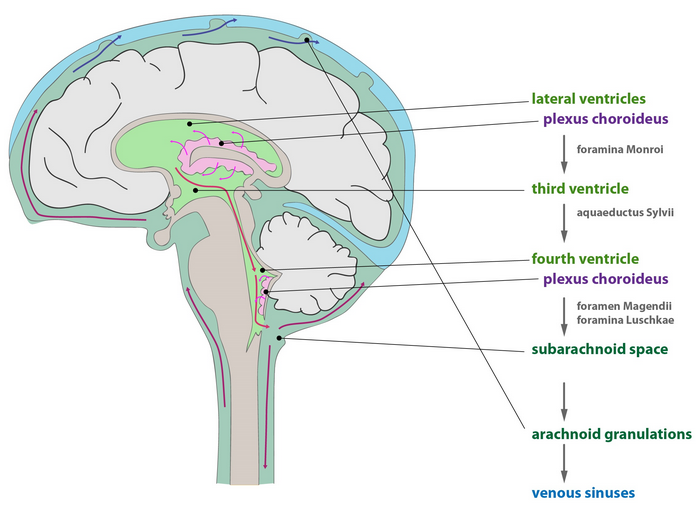 lateral ventricles
plexus choroideus
foramina Monroi
third ventricle
aquaeductus Sylvii
fourth ventricle
plexus choroideus
foramen Magendii
foramina Luschkae
subarachnoid space
arachnoid granulations
venous sinuses